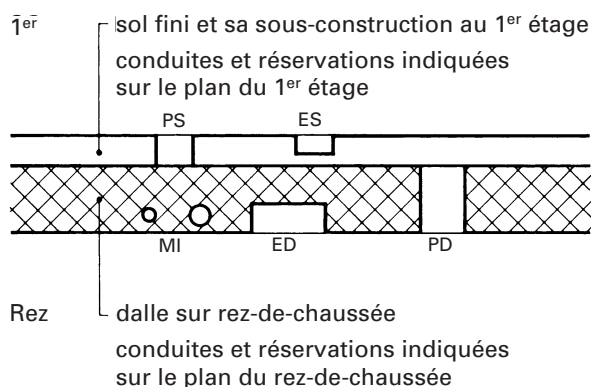 1er sol fini et sa sous-construction au 1er étage
conduites et réservations indiquées
sur le plan du 1er étage
PS ES
MI ED PD
Rez dalle sur rez-de-chaussée
conduites et réservations indiquées
sur le plan du rez-de-chaussée